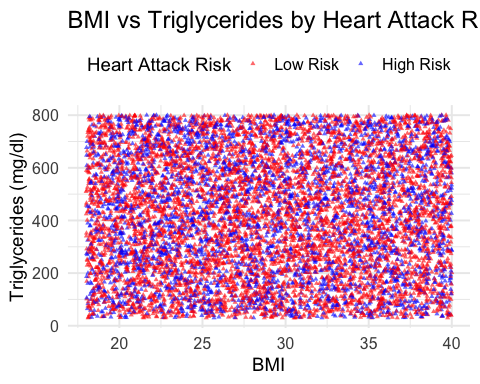 BMI vs Triglycerides by Heart Attack R
Heart Attack Risk Low Risk High Risk
Triglycerides (mg/dl)
800
600
400
200
0
20 25 30 35 40
BMI